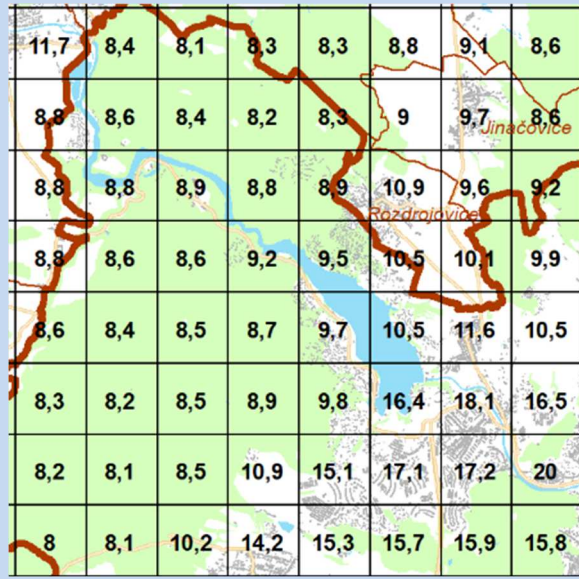 11,7 8,4 8,1 8,3 8,3 8,8 9,1 8,6
8,8 8,6 8,4 8,2 8,3 9 9,7 8,6
Jinačovice
8,8 8,8 8,9 8,8 8,9 10,9 9,6 9,2
Rozdrojovice
8,8 8,6 8,6 9,2 9,5 10,5 10,1 9,9
8,6 8,4 8,5 8,7 9,7 10,5 11,6 10,5
8,3 8,2 8,5 8,9 9,8 16,4 18,1 16,5
8,2 8,1 8,5 10,9 15,1 17,1 17,2 20
8 8,1 10,2 14,2 15,3 15,7 15,9 15,8